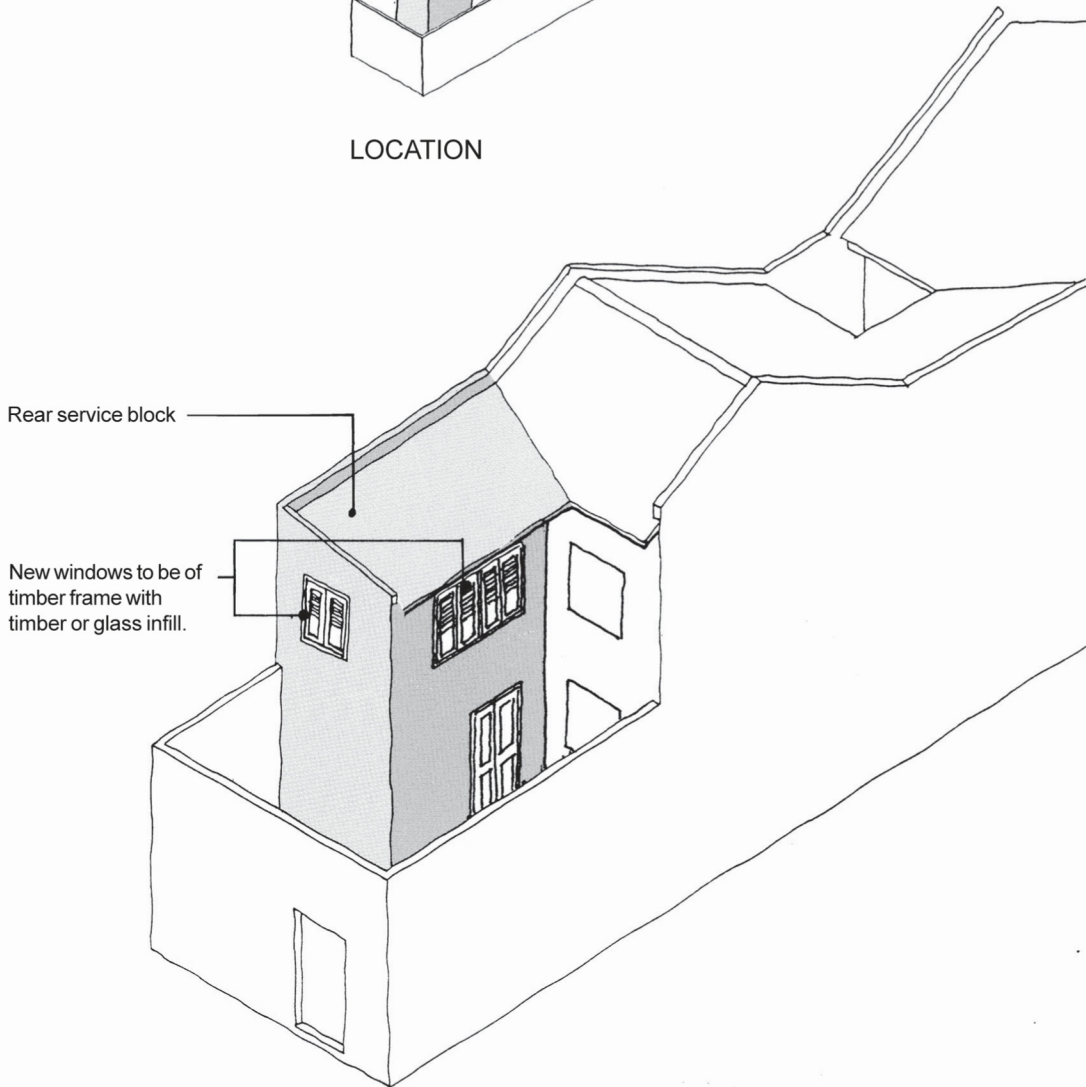 LOCATION
Rear service block
New windows to be of
timber frame with
timber or glass infill.